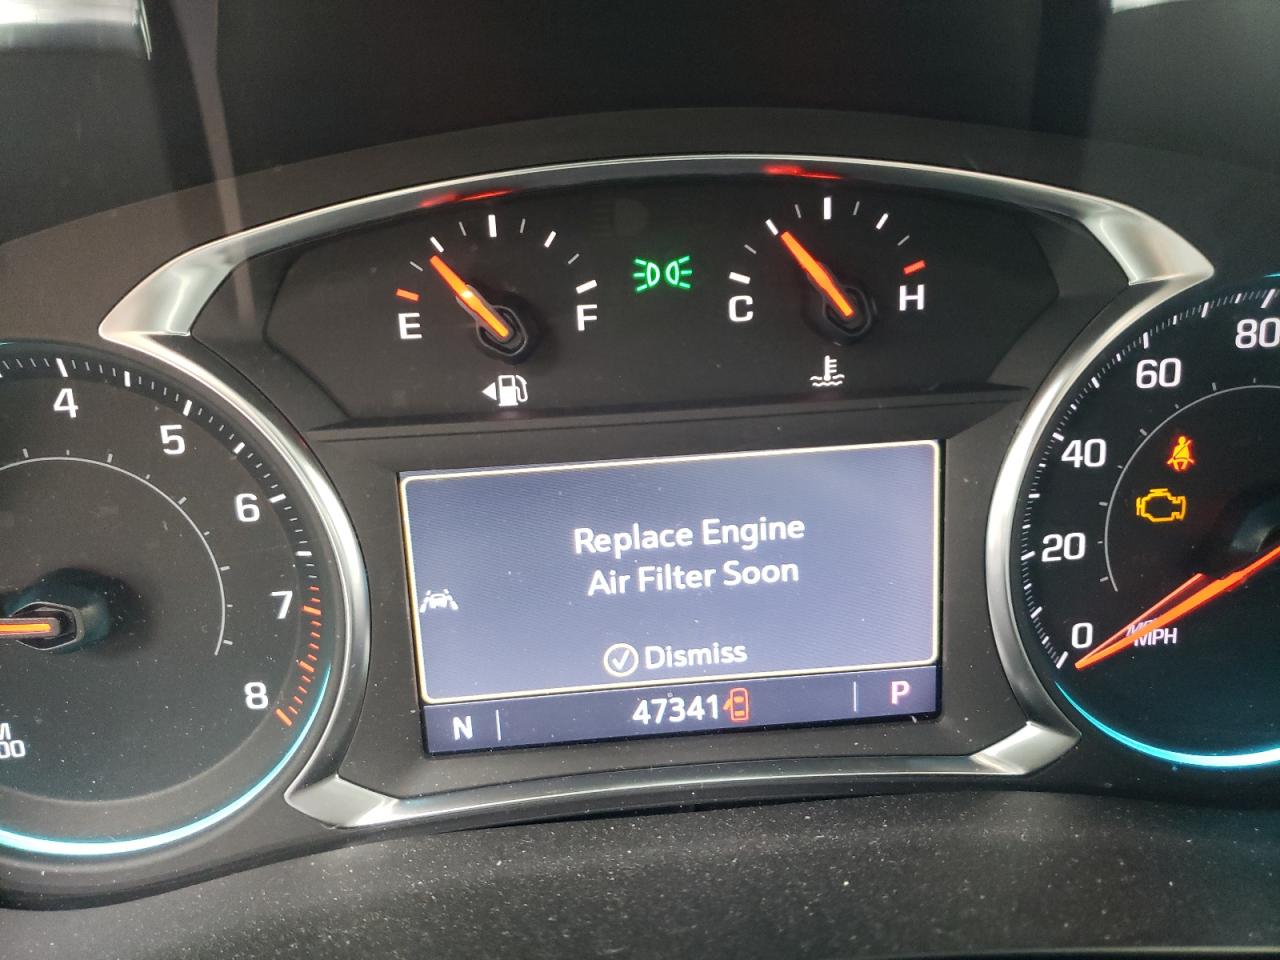 E
F
C
H
4
5
6
7
8
80
60
40
20
0
MPH
Replace Engine
Air Filter Soon
Dismiss
N
47341
P